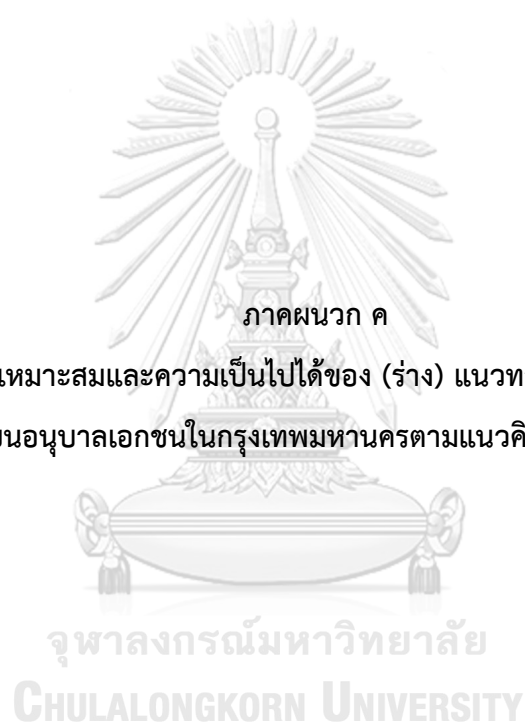 ภาคผนวก ค
เหมาะสมและความเป็นไปได้ของ (ร่าง) แนวท
นอนุบาลเอกชนในกรุงเทพมหานครตามแนวคิ
จุฬาลงกรณ์มหาวิทยาลัย
CHULALONGKORN UNIVERSITY